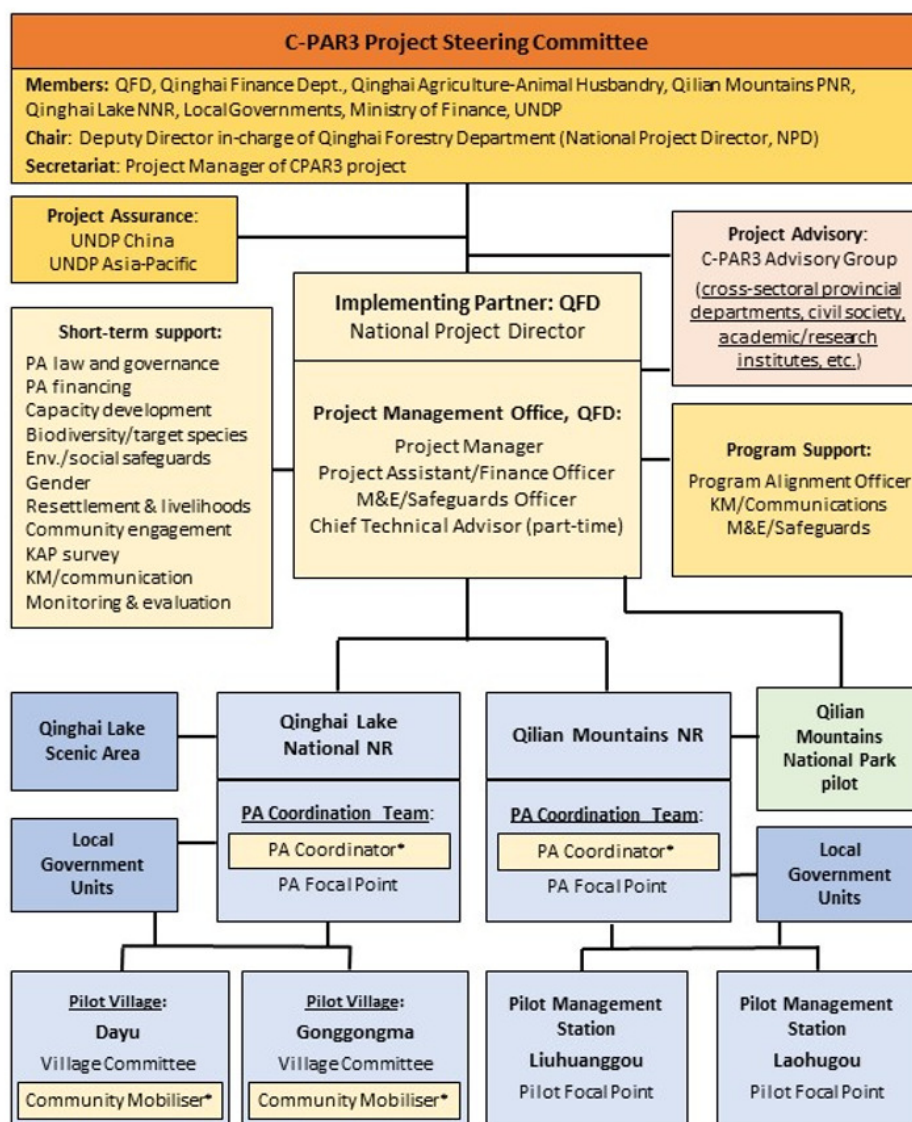 C-PAR3 Project Steering Committee
Members: QFD, Qinghai Finance Dept., Qinghai Agriculture-Animal Husbandry, Qilian Mountains PNR,
Qinghai Lake NNR, Local Governments, Ministry of Finance, UNDP
Chair: Deputy Director in-charge of Qinghai Forestry Department (National Project Director, NPD)
Secretariat: Project Manager of CPAR3 project
Project Assurance:
UNDP China
UNDP Asia-Pacific
Project Advisory:
C-PAR3 Advisory Group
(cross-sectoral provincial
departments, civil society,
academic/research
institutes, etc.)
Implementing Partner: QFD
National Project Director
Short-term support:
PA law and governance
PA financing
Capacity development
Biodiversity/target species
Env./social safeguards
Gender
Resettlement & livelihoods
Community engagement
KAP survey
KM/communication
Monitoring & evaluation
Project Management Office, QFD:
Project Manager
Project Assistant/Finance Officer
M&E/Safeguards Officer
Chief Technical Advisor (part-time)
Program Support:
Program Alignment Officer
KM/Communications
M&E/Safeguards
Qinghai Lake
Scenic Area
Qinghai Lake
National NR
Qilian Mountains NR
Qilian
Mountains
National Park
pilot
Local
Government
Units
PA Coordination Team:
PA Coordinator*
PA Focal Point
PA Coordination Team:
PA Coordinator*
PA Focal Point
Local
Government
Units
Pilot Village:
Dayu
Village Committee
Community Mobiliser*
Pilot Village:
Gonggongma
Village Committee
Community Mobiliser*
Pilot Management
Station
Liuhuanggou
Pilot Focal Point
Pilot Management
Station
Laohugou
Pilot Focal Point